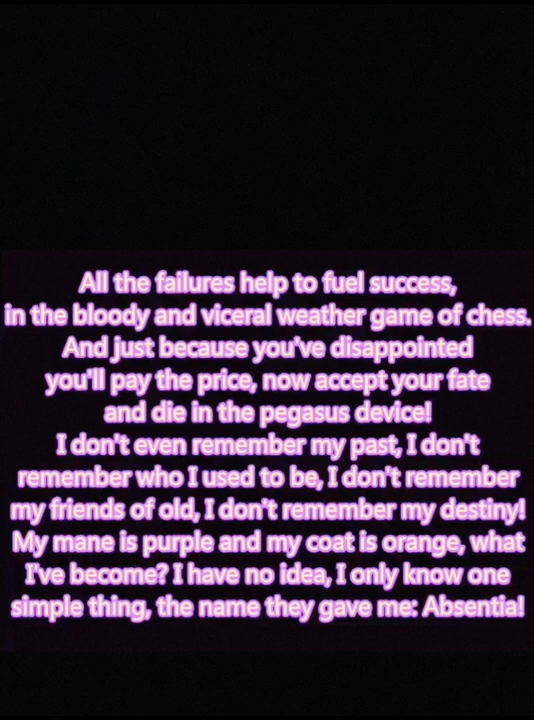 All the failures help to fuel success,
in the bloody and viceral weather game of chess.
And just because you've disappointed
you'll pay the price, now accept your fate
and die in the pegasus device!
I don't even remember my past, I don't
remember who I used to be, I don't remember
my friends of old, I don't remember my destiny!
My mane is purple and my coat is orange, what
I've become? I have no idea, I only know one
simple thing, the name they gave me: Absentia!